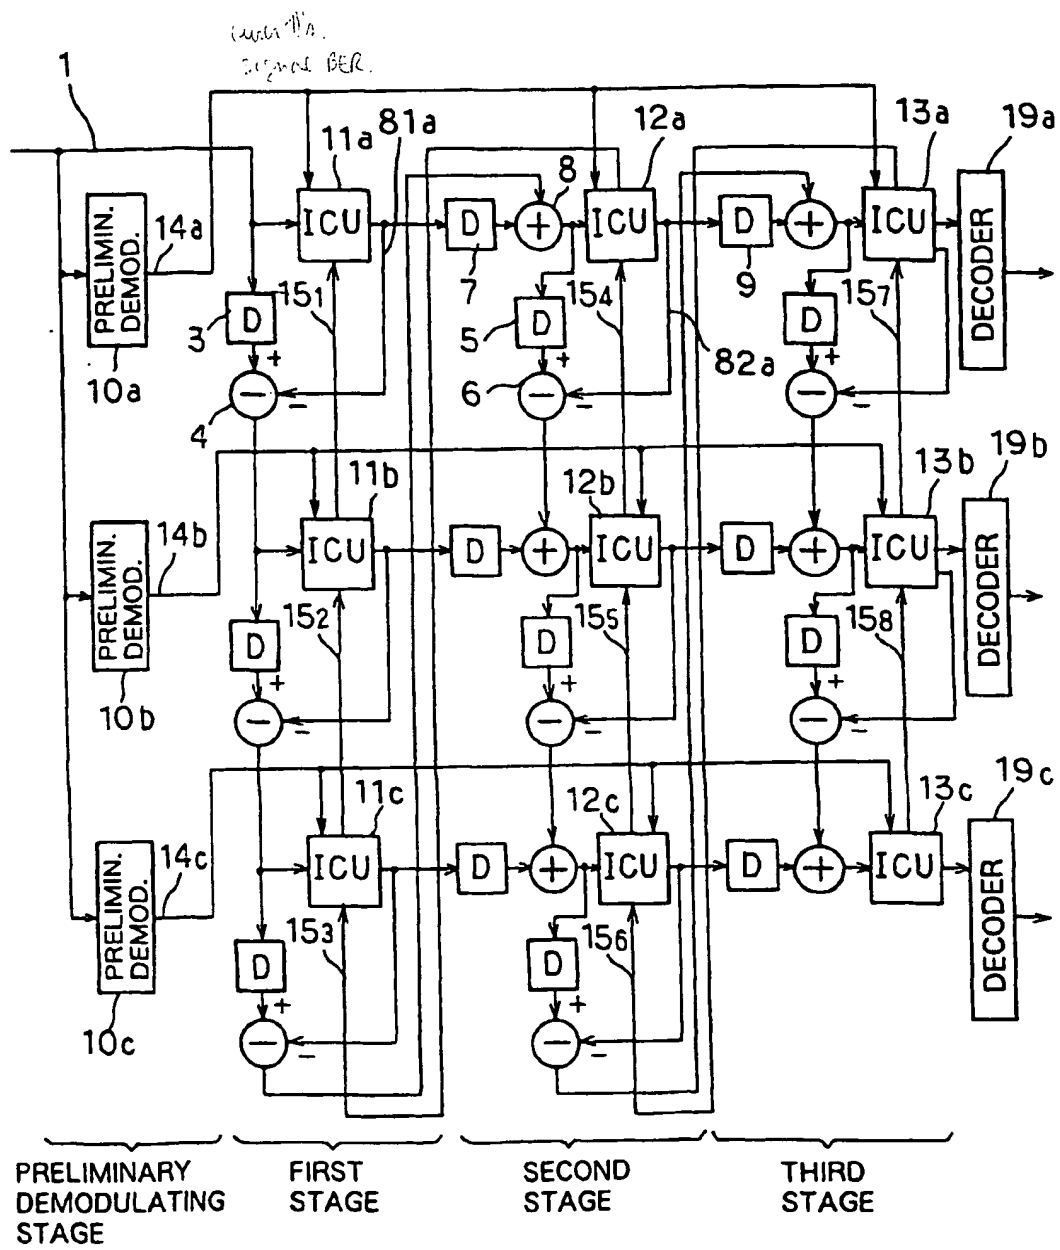 signal BER.
1
11a
81a
12a
13a
19a
8
ICU
ICU
ICU
PRELIMIN.
DEMOD.
14a
D
+
D
+
DECODER
7
9
3
D
151
5
D
154
D
157
+
+
+
82a
10a
4
−
−
6
−
−
−
−
11b
12b
13b
19b
PRELIMIN.
DEMOD.
14b
ICU
D
+
ICU
D
+
ICU
DECODER
152
155
158
D
D
D
+
+
+
10b
−
−
−
−
−
−
11c
12c
13c
19c
PRELIMIN.
DEMOD.
14c
ICU
D
+
ICU
D
+
ICU
DECODER
153
156
D
D
+
+
10c
−
−
−
−
PRELIMINARY
DEMODULATING
STAGE
FIRST
STAGE
SECOND
STAGE
THIRD
STAGE